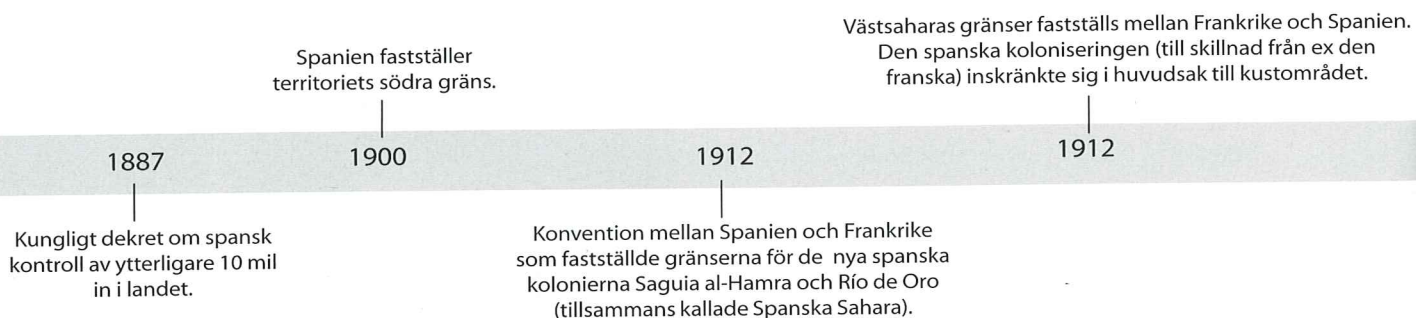 Spanien fastställer
territoriets södra gräns.
Västsaharas gränser fastställs mellan Frankrike och Spanien.
Den spanska koloniseringen (till skillnad från ex den
franska) inskränkte sig i huvudsak till kustområdet.
1887
1900
1912
1912
Kungligt dekret om spansk
kontroll av ytterligare 10 mil
in i landet.
Konvention mellan Spanien och Frankrike
som fastställde gränserna för de nya spanska
kolonierna Saguia al-Hamra och Río de Oro
(tillsammans kallade Spanska Sahara).